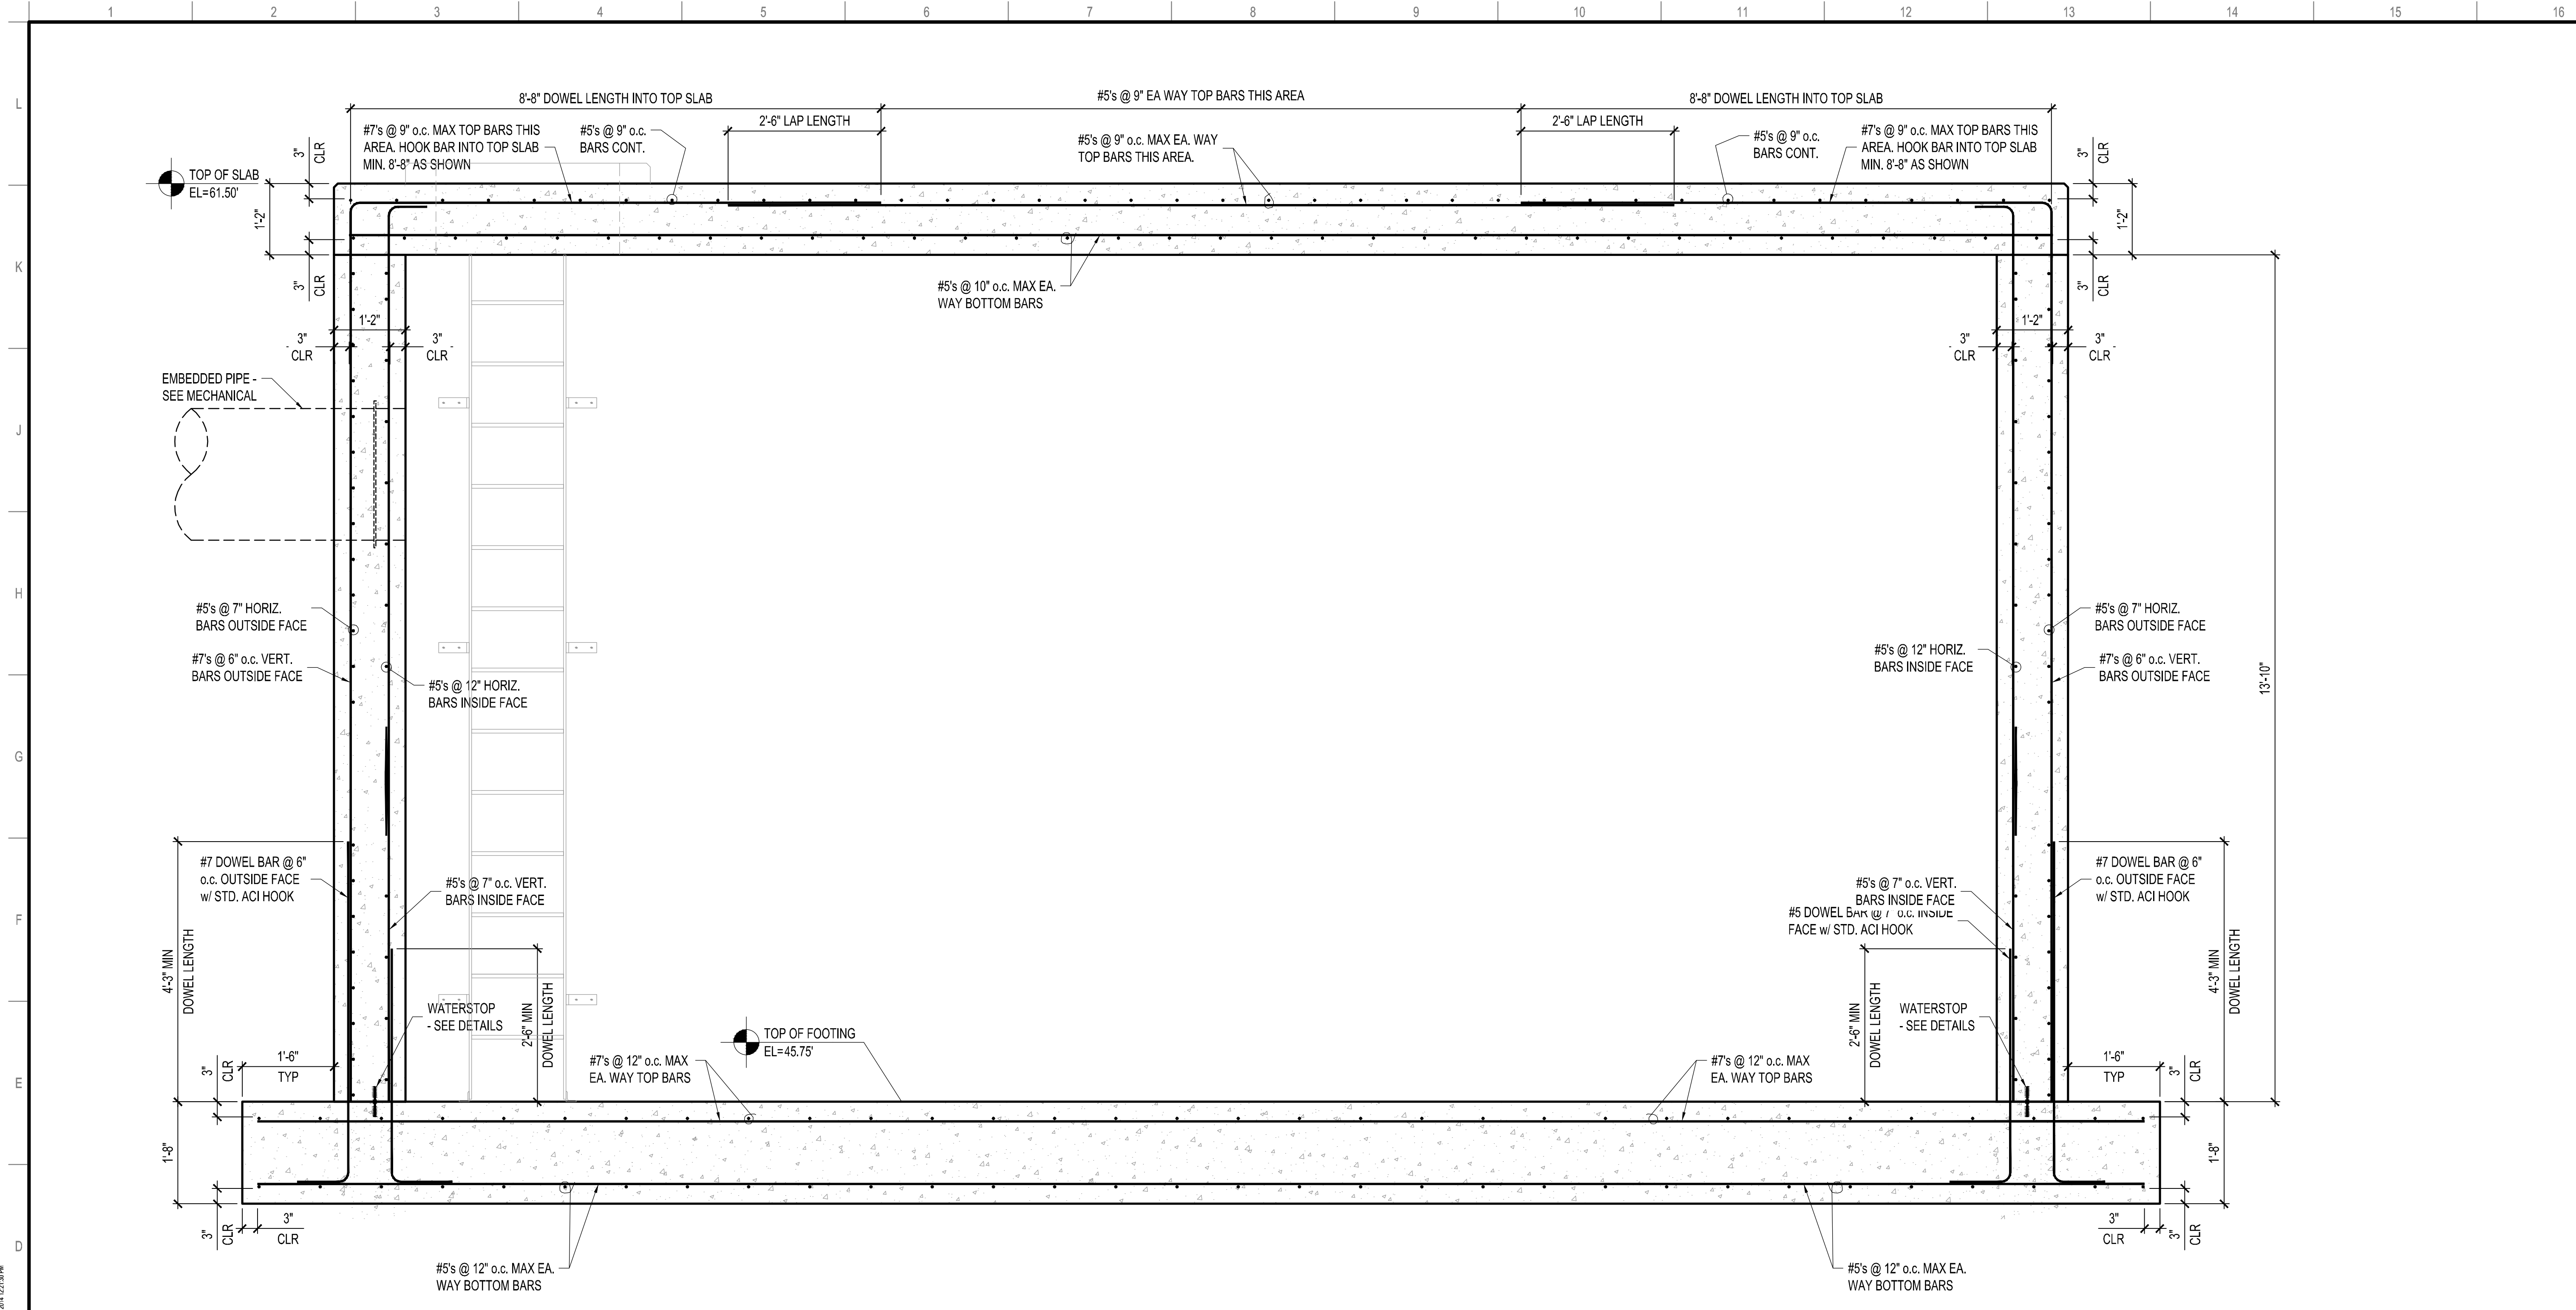 1 2 3 4 5 6 7 8 9 10 11 12 13 14 15 16
L
K
J
H
G
F
E
D
8'-8" DOWEL LENGTH INTO TOP SLAB
#5's @ 9" EA WAY TOP BARS THIS AREA
8'-8" DOWEL LENGTH INTO TOP SLAB
2'-6" LAP LENGTH
2'-6" LAP LENGTH
#7's @ 9" o.c. MAX TOP BARS THIS
AREA. HOOK BAR INTO TOP SLAB
MIN. 8'-8" AS SHOWN
#5's @ 9" o.c.
BARS CONT.
#5's @ 9" o.c. MAX EA. WAY
TOP BARS THIS AREA.
#5's @ 9" o.c.
BARS CONT.
#7's @ 9" o.c. MAX TOP BARS THIS
AREA. HOOK BAR INTO TOP SLAB
MIN. 8'-8" AS SHOWN
3"
CLR
3"
CLR
TOP OF SLAB
EL=61.50'
1'-2"
1'-2"
3"
CLR
3"
CLR
#5's @ 10" o.c. MAX EA.
WAY BOTTOM BARS
1'-2"
1'-2"
3"
CLR
3"
CLR
3"
CLR
3"
CLR
EMBEDDED PIPE -
SEE MECHANICAL
#5's @ 7" HORIZ.
BARS OUTSIDE FACE
#7's @ 6" o.c. VERT.
BARS OUTSIDE FACE
#5's @ 12" HORIZ.
BARS INSIDE FACE
#5's @ 12" HORIZ.
BARS INSIDE FACE
#5's @ 7" HORIZ.
BARS OUTSIDE FACE
#7's @ 6" o.c. VERT.
BARS OUTSIDE FACE
13'-10"
#7 DOWEL BAR @ 6"
o.c. OUTSIDE FACE
w/ STD. ACI HOOK
#5's @ 7" o.c. VERT.
BARS INSIDE FACE
#5's @ 7" o.c. VERT.
BARS INSIDE FACE
#5 DOWEL BAR @ 7" o.c. INSIDE
FACE w/ STD. ACI HOOK
#7 DOWEL BAR @ 6"
o.c. OUTSIDE FACE
w/ STD. ACI HOOK
4'-3" MIN
DOWEL LENGTH
2'-6" MIN
DOWEL LENGTH
2'-6" MIN
DOWEL LENGTH
4'-3" MIN
DOWEL LENGTH
WATERSTOP
- SEE DETAILS
WATERSTOP
- SEE DETAILS
TOP OF FOOTING
EL=45.75'
1'-6"
TYP
1'-6"
TYP
3"
CLR
3"
CLR
#7's @ 12" o.c. MAX
EA. WAY TOP BARS
#7's @ 12" o.c. MAX
EA. WAY TOP BARS
1'-8"
1'-8"
3"
CLR
3"
CLR
3"
CLR
3"
CLR
#5's @ 12" o.c. MAX EA.
WAY BOTTOM BARS
#5's @ 12" o.c. MAX EA.
WAY BOTTOM BARS